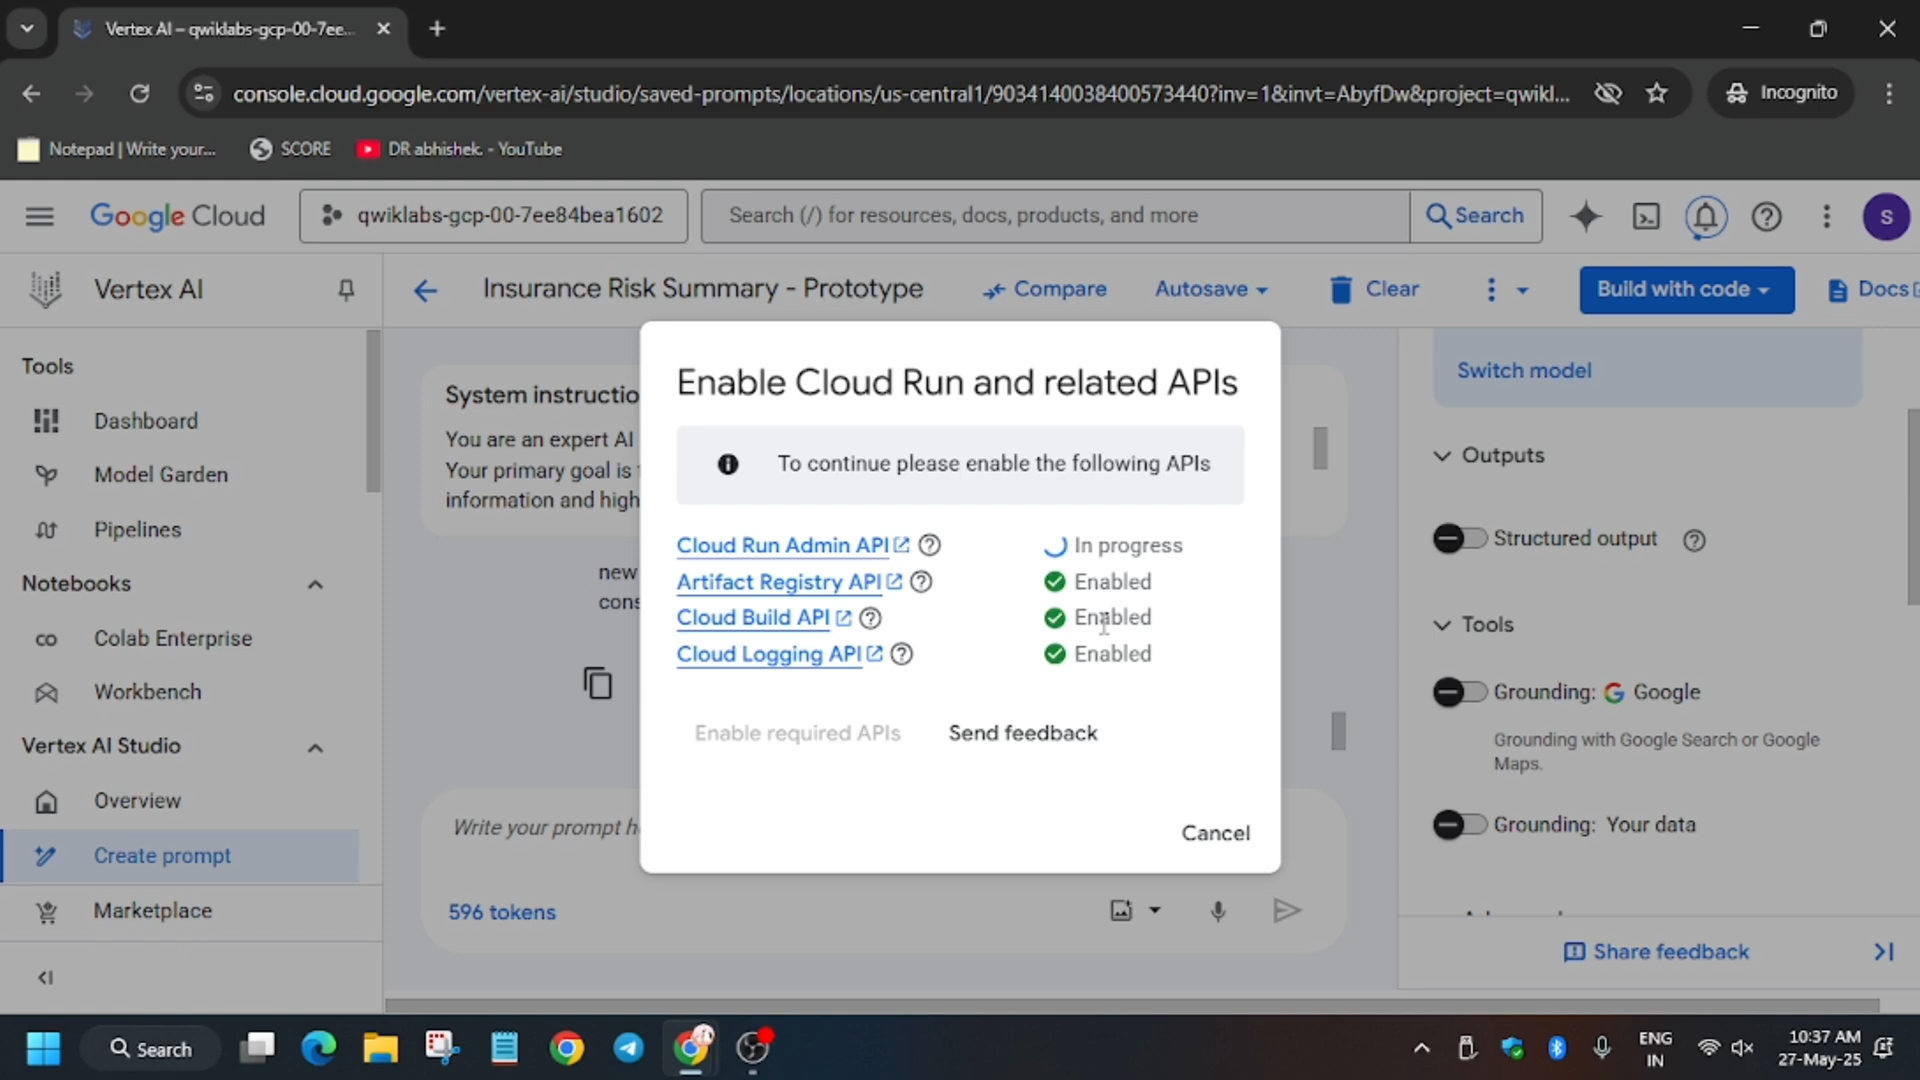 Vertex AI – qwiklabs-gcp-00-7ee...
console.cloud.google.com/vertex-ai/studio/saved-prompts/locations/us-central1/9034140038400573440?inv=1&invt=AbyfDw&project=qwikl...
Incognito
Notepad | Write your...
SCORE
DR abhishek. - YouTube
Google Cloud
qwiklabs-gcp-00-7ee84bea1602
Search (/) for resources, docs, products, and more
Search
S
Vertex AI
Insurance Risk Summary - Prototype
Compare
Autosave
Clear
Build with code
Docs
Tools
Dashboard
Model Garden
Pipelines
Notebooks
Colab Enterprise
Workbench
Vertex AI Studio
Overview
Create prompt
Marketplace
System instructio
You are an expert AI
Your primary goal is
information and high
new
cons
Write your prompt h
596 tokens
Enable Cloud Run and related APIs
To continue please enable the following APIs
Cloud Run Admin API
In progress
Artifact Registry API
Enabled
Cloud Build API
Enabled
Cloud Logging API
Enabled
Enable required APIs
Send feedback
Cancel
Switch model
Outputs
Structured output
Tools
Grounding: Google
Grounding with Google Search or Google
Maps.
Grounding: Your data
Share feedback
Search
ENG
IN
10:37 AM
27-May-25